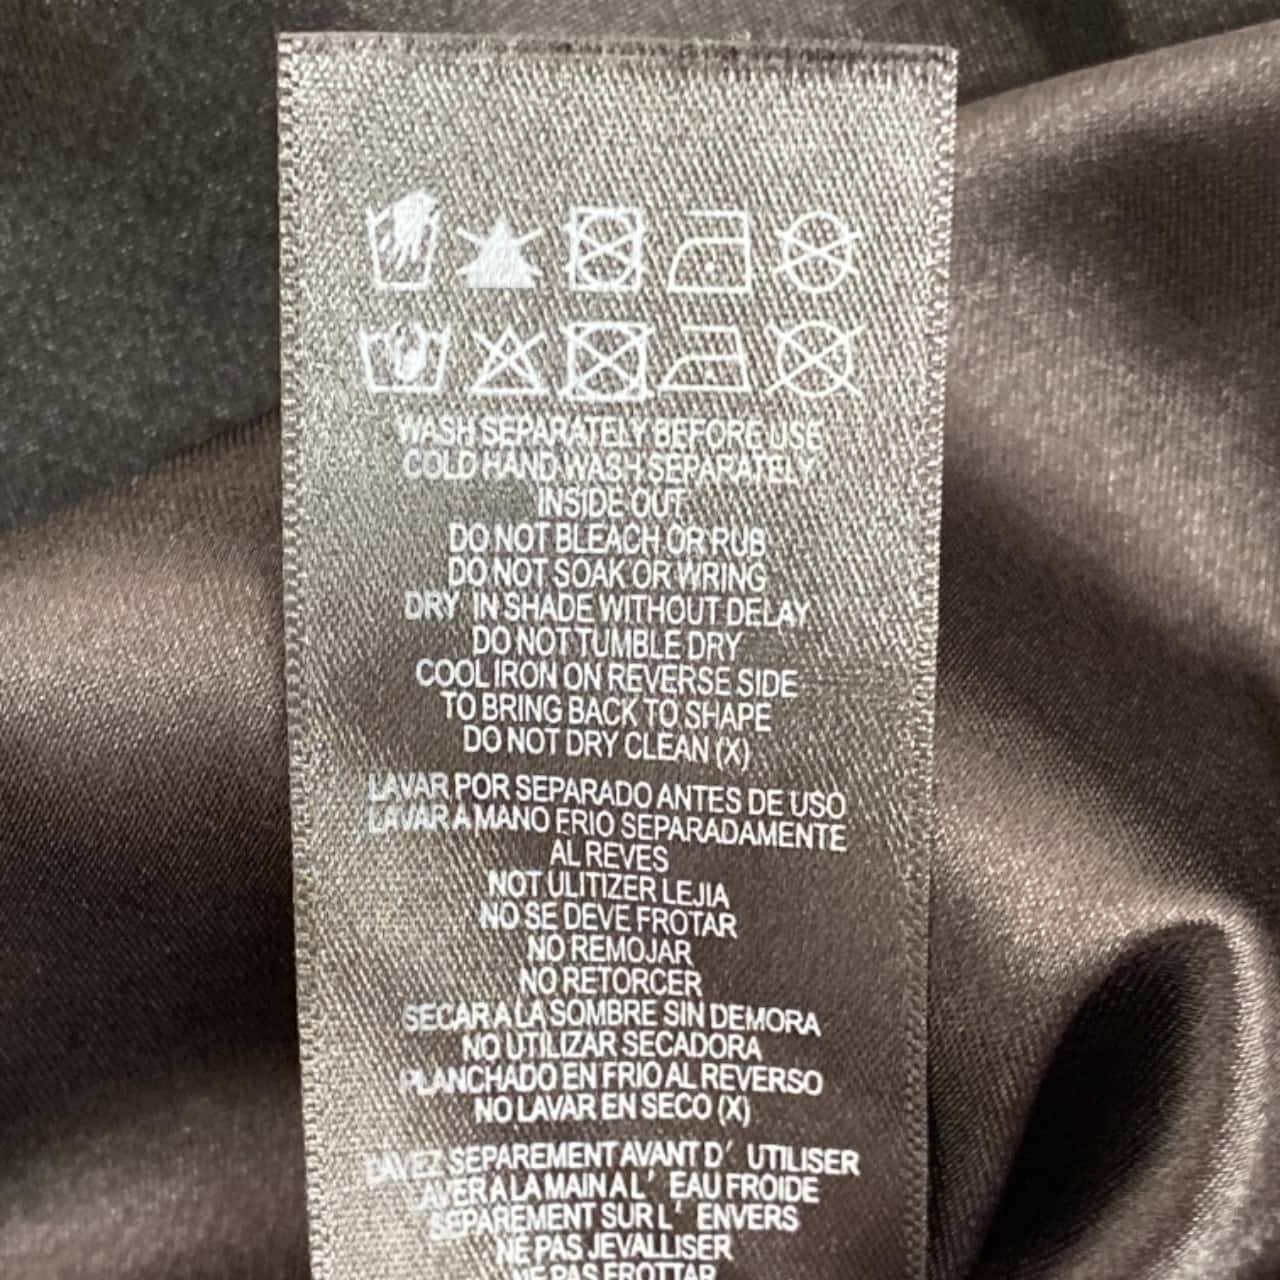 WASH SEPARATELY BEFORE USE
COLD HAND WASH SEPARATELY
INSIDE OUT
DO NOT BLEACH OR RUB
DO NOT SOAK OR WRING
DRY IN SHADE WITHOUT DELAY
DO NOT TUMBLE DRY
COOL IRON ON REVERSE SIDE
TO BRING BACK TO SHAPE
DO NOT DRY CLEAN (X)
LAVAR POR SEPARADO ANTES DE USO
LAVAR A MANO FRIO SEPARADAMENTE
AL REVES
NOT ULITIZER LEJIA
NO SE DEVE FROTAR
NO REMOJAR
NO RETORCER
SECAR A LA SOMBRE SIN DEMORA
NO UTILIZAR SECADORA
PLANCHADO EN FRIO AL REVERSO
NO LAVAR EN SECO (X)
LAVEZ SEPAREMENT AVANT D' UTILISER
LAVER A LA MAIN A L' EAU FROIDE
SEPAREMENT SUR L' ENVERS
NE PAS JEVALLISER
NE PAS FROTTAR